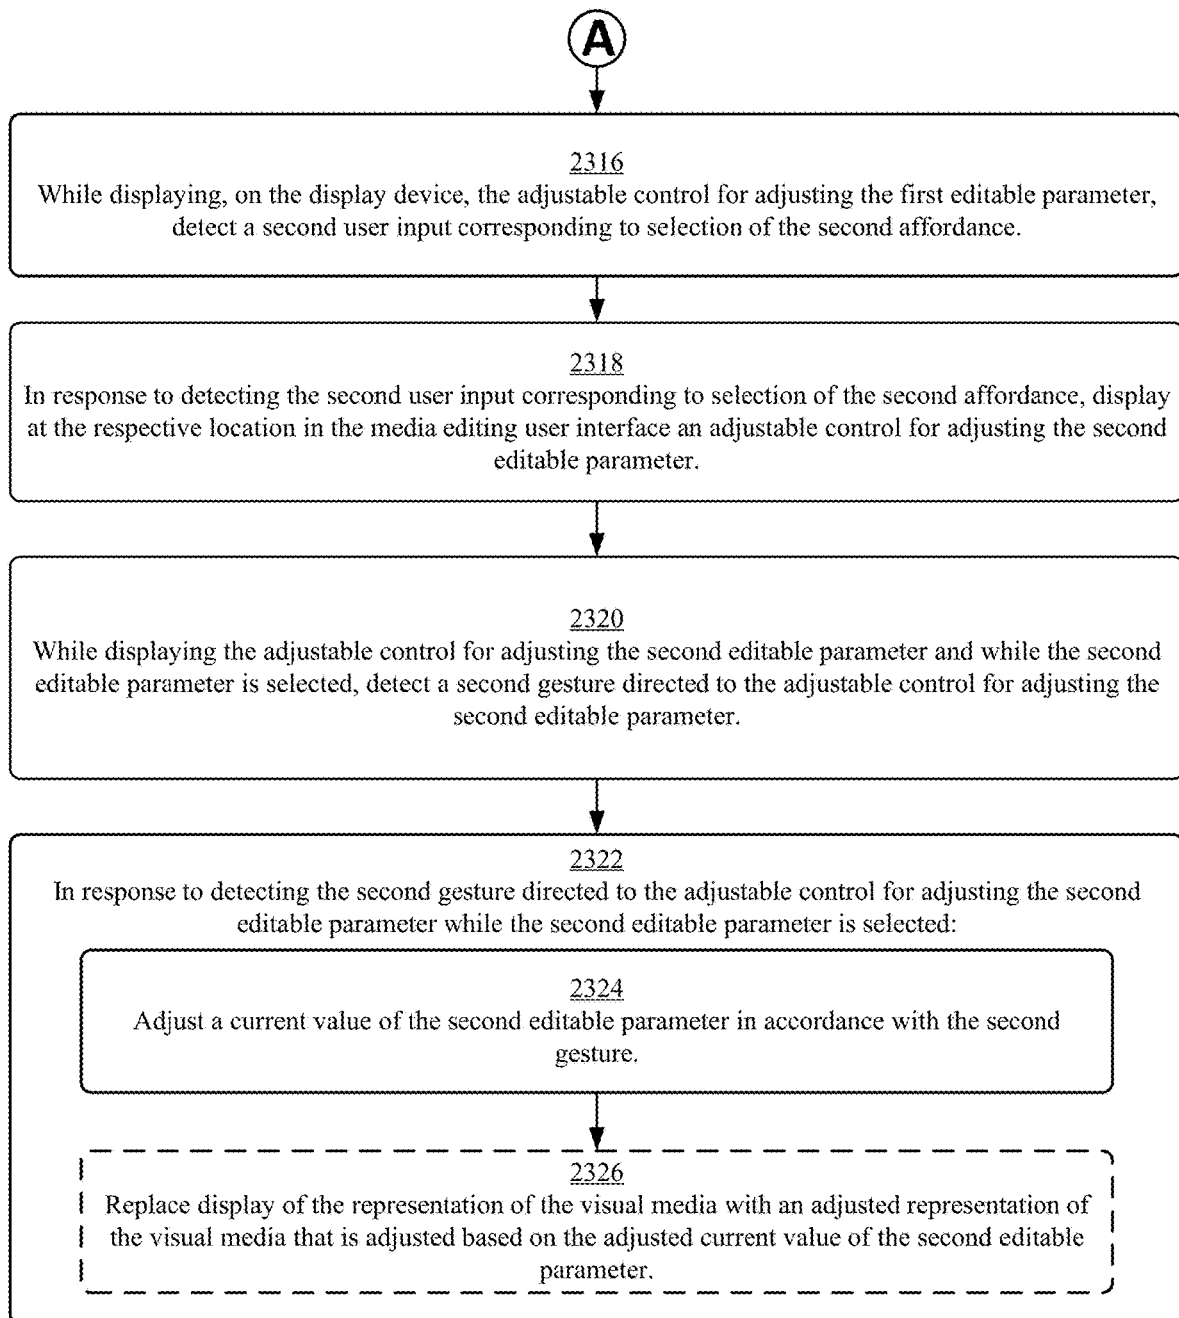 A
2316
While displaying, on the display device, the adjustable control for adjusting the first editable parameter,
detect a second user input corresponding to selection of the second affordance.
2318
In response to detecting the second user input corresponding to selection of the second affordance, display
at the respective location in the media editing user interface an adjustable control for adjusting the second
editable parameter.
2320
While displaying the adjustable control for adjusting the second editable parameter and while the second
editable parameter is selected, detect a second gesture directed to the adjustable control for adjusting the
second editable parameter.
2322
In response to detecting the second gesture directed to the adjustable control for adjusting the second
editable parameter while the second editable parameter is selected:
2324
Adjust a current value of the second editable parameter in accordance with the second
gesture.
2326
Replace display of the representation of the visual media with an adjusted representation of
the visual media that is adjusted based on the adjusted current value of the second editable
parameter.